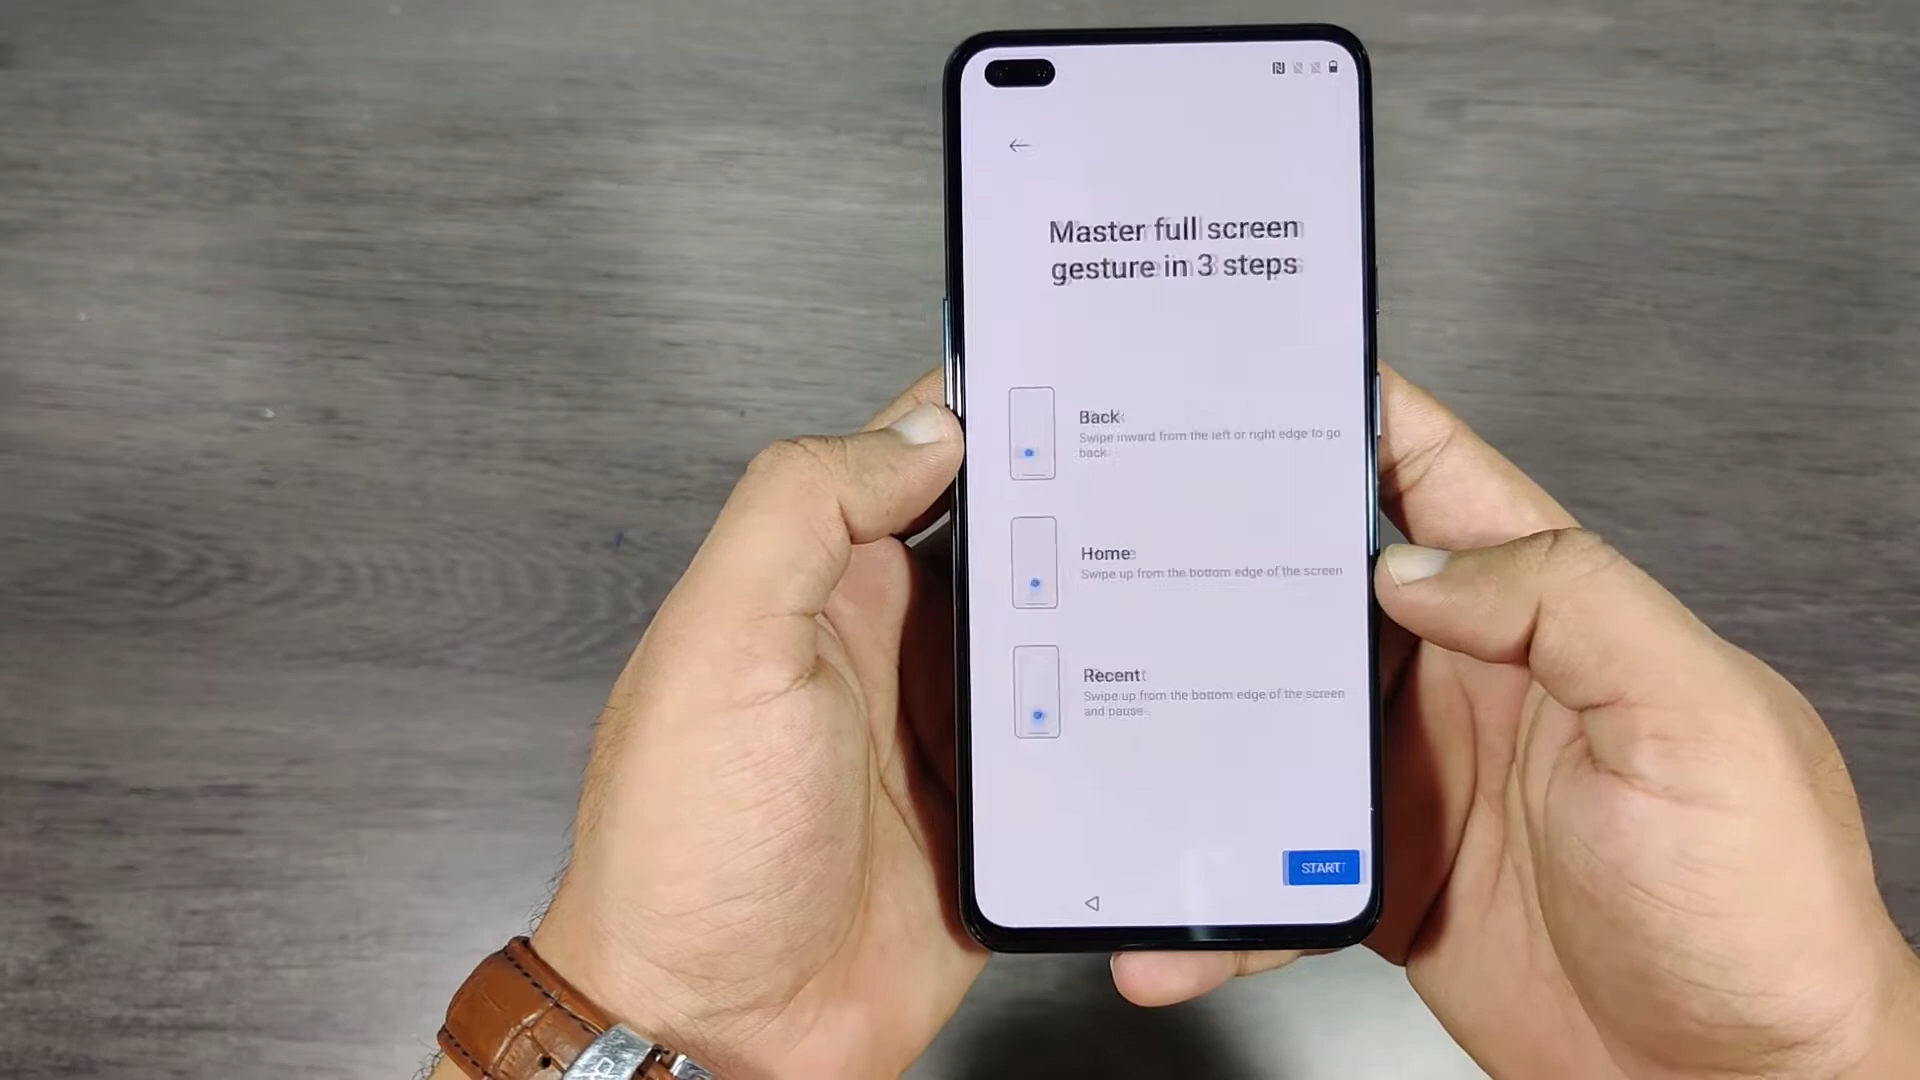 Master full screen
gesture in 3 steps
Back
Swipe inward from the left or right edge to go
back
Home
Swipe up from the bottom edge of the screen
Recent
Swipe up from the bottom edge of the screen
and pause
START